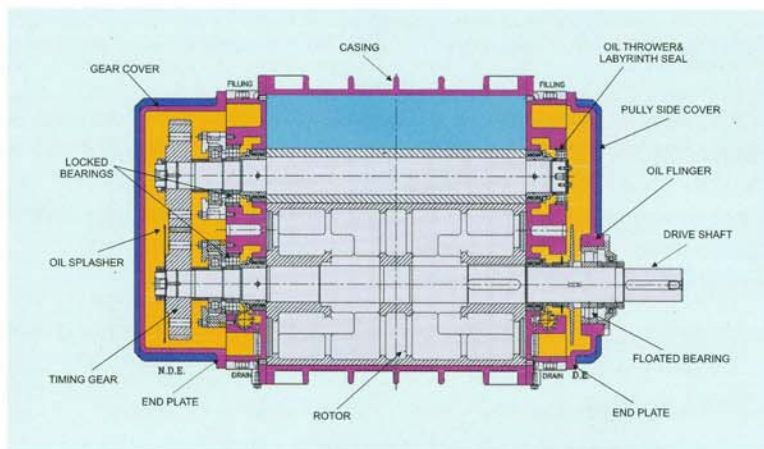 CASING
OIL THROWER&
LABYRINTH SEAL
GEAR COVER
FILLING
FILLING
PULLY SIDE COVER
LOCKED
BEARINGS
OIL FLINGER
DRIVE SHAFT
OIL SPLASHER
TIMING GEAR
N.D.E.
DRAIN
DRAIN
D.E.
FLOATED BEARING
END PLATE
ROTOR
END PLATE